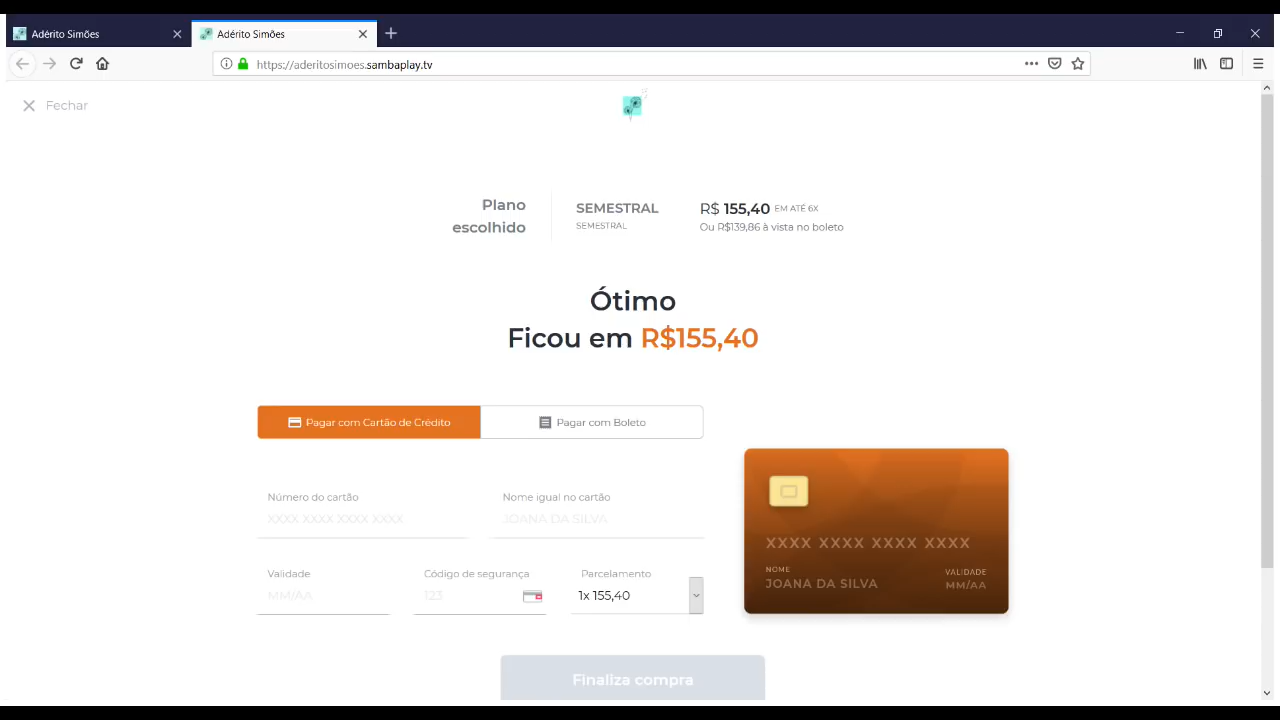 Adérito Simões
Adérito Simões
https://aderitosimoes.sambaplay.tv
Fechar
Plano
escolhido
SEMESTRAL
SEMESTRAL
R$ 155,40 EM ATÉ 6X
Ou R$139,86 à vista no boleto
Ótimo
Ficou em R$155,40
Pagar com Cartão de Crédito
Pagar com Boleto
Número do cartão
XXXX XXXX XXXX XXXX
Nome igual no cartão
JOANA DA SILVA
Validade
MM/AA
Código de segurança
123
Parcelamento
1x 155,40
XXXX XXXX XXXX XXXX
NOME
JOANA DA SILVA
VALIDADE
MM/AA
Finaliza compra